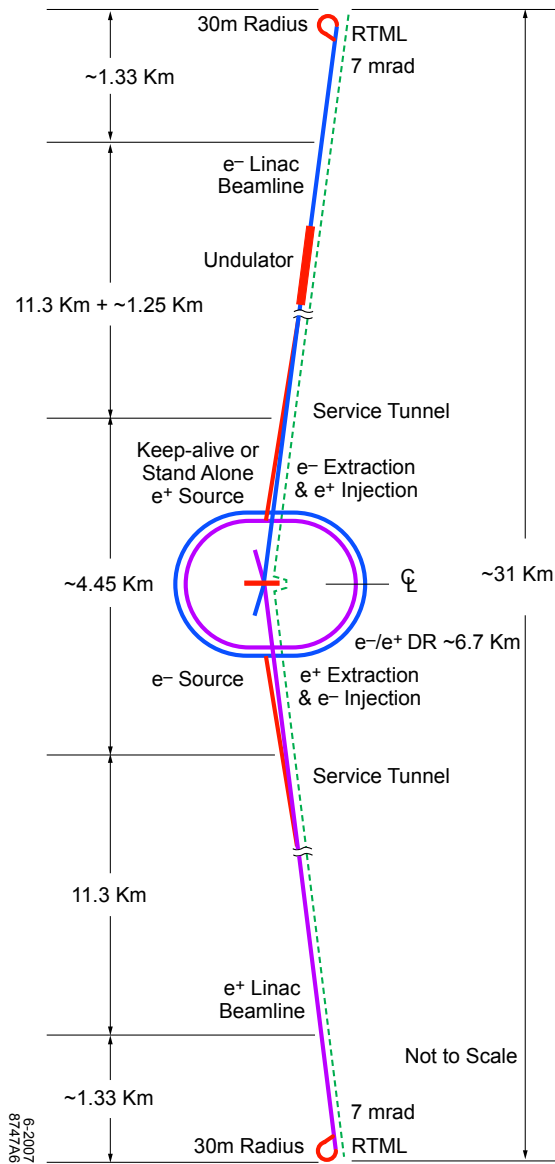 30m Radius
RTML
7 mrad
~1.33 Km
e– Linac
Beamline
Undulator
11.3 Km + ~1.25 Km
Service Tunnel
Keep-alive or
Stand Alone
e+ Source
e– Extraction
& e+ Injection
~4.45 Km
℄
~31 Km
e–/e+ DR ~6.7 Km
e– Source
e+ Extraction
& e– Injection
Service Tunnel
11.3 Km
e+ Linac
Beamline
Not to Scale
~1.33 Km
7 mrad
30m Radius
RTML
6-2007
8747A6